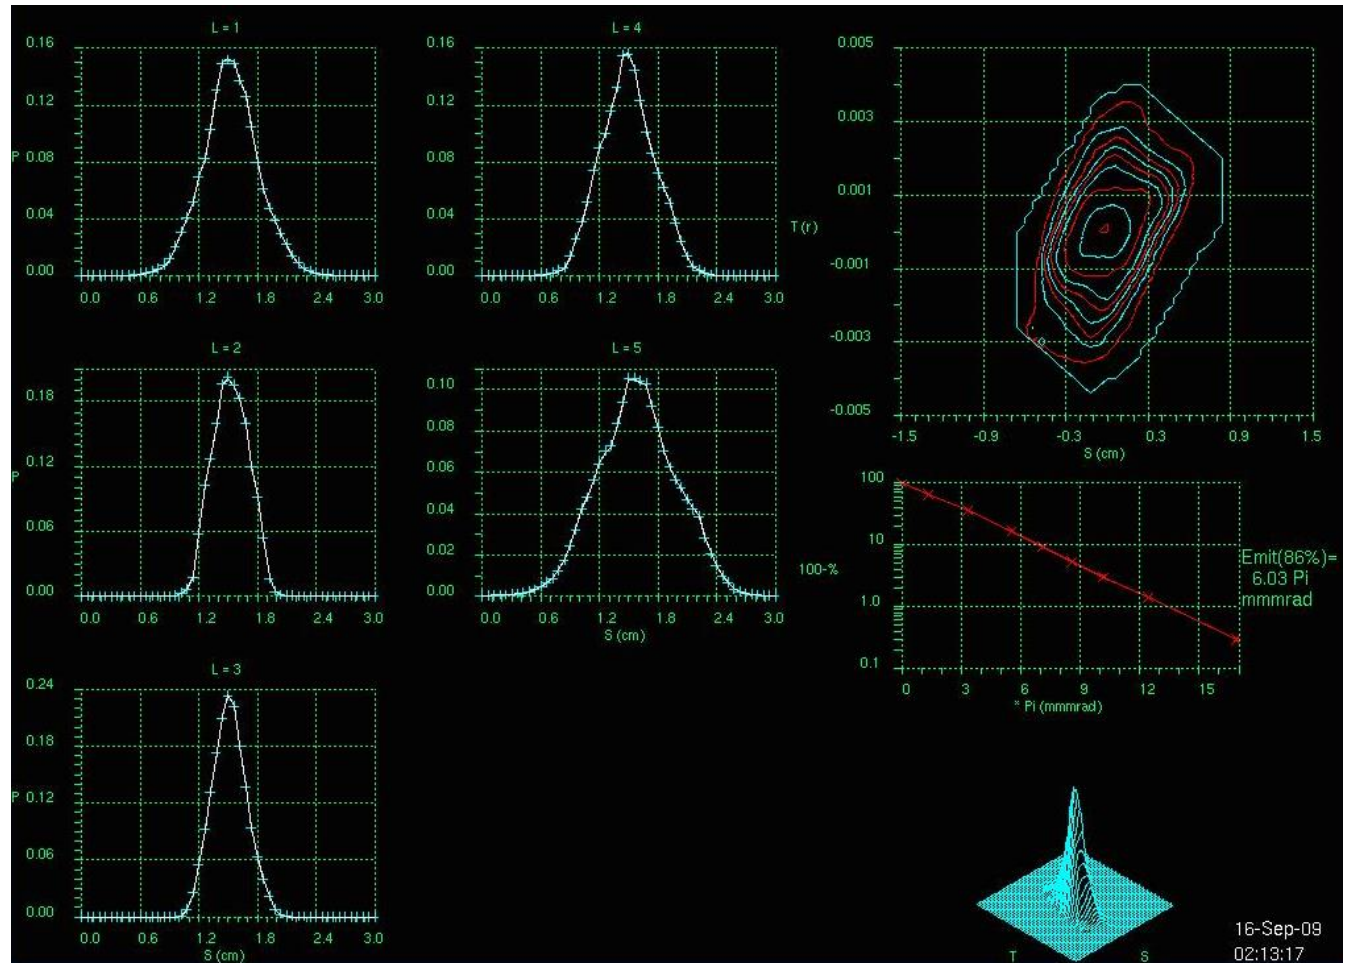 L = 1
0.16
0.12
P 0.08
0.04
0.00
0.0 0.6 1.2 1.8 2.4 3.0
L = 4
0.16
0.12
0.08
0.04
0.00
0.0 0.6 1.2 1.8 2.4 3.0
0.005
0.003
0.001
T (r)
-0.001
-0.003
-0.005
-1.5 -0.9 -0.3 0.3 0.9 1.5
S (cm)
L = 2
0.18
0.12
P
0.06
0.00
0.0 0.6 1.2 1.8 2.4 3.0
L = 5
0.10
0.08
0.06
0.04
0.02
0.00
0.0 0.6 1.2 1.8 2.4 3.0
S (cm)
100
10
100-%
1.0
0.1
0 3 6 9 12 15
* Pi (mmmrad)
Emit(86%)=
6.03 Pi
mmmrad
L = 3
0.24
0.18
P 0.12
0.06
0.00
0.0 0.6 1.2 1.8 2.4 3.0
S (cm)
T S
16-Sep-09
02:13:17